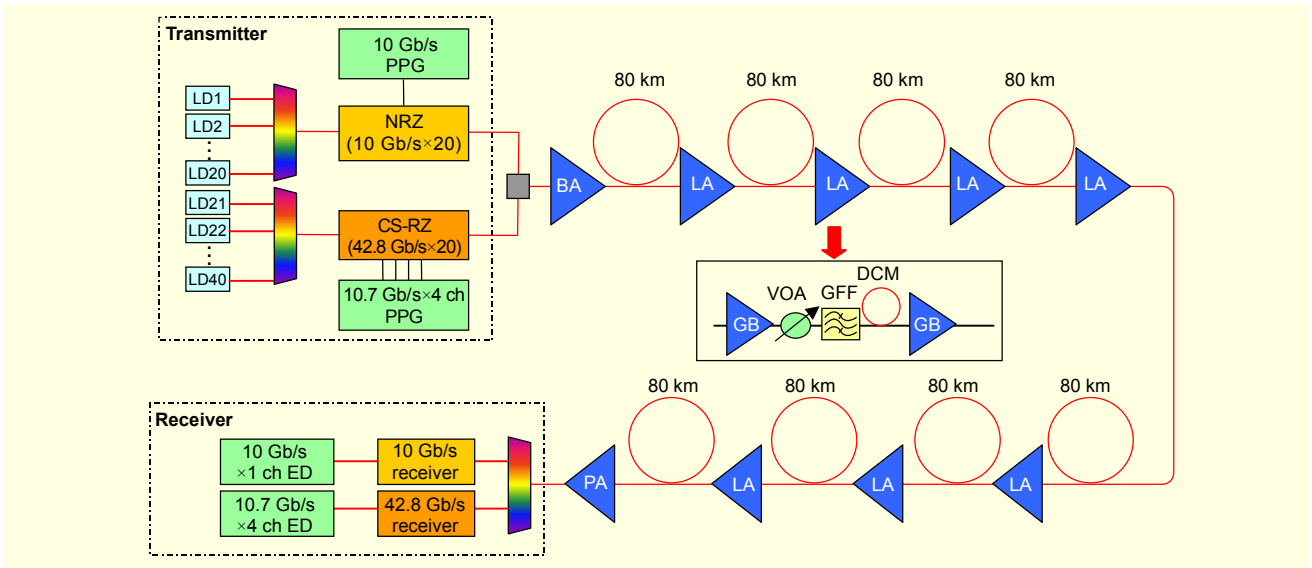 Transmitter
10 Gb/s
PPG
LD1
LD2
LD20
NRZ
(10 Gb/s×20)
LD21
LD22
LD40
CS-RZ
(42.8 Gb/s×20)
10.7 Gb/s×4 ch
PPG
80 km
80 km
80 km
80 km
BA
LA
LA
LA
LA
VOA
GFF
DCM
GB
GB
80 km
80 km
80 km
80 km
PA
LA
LA
LA
Receiver
10 Gb/s
×1 ch ED
10 Gb/s
receiver
10.7 Gb/s
×4 ch ED
42.8 Gb/s
receiver